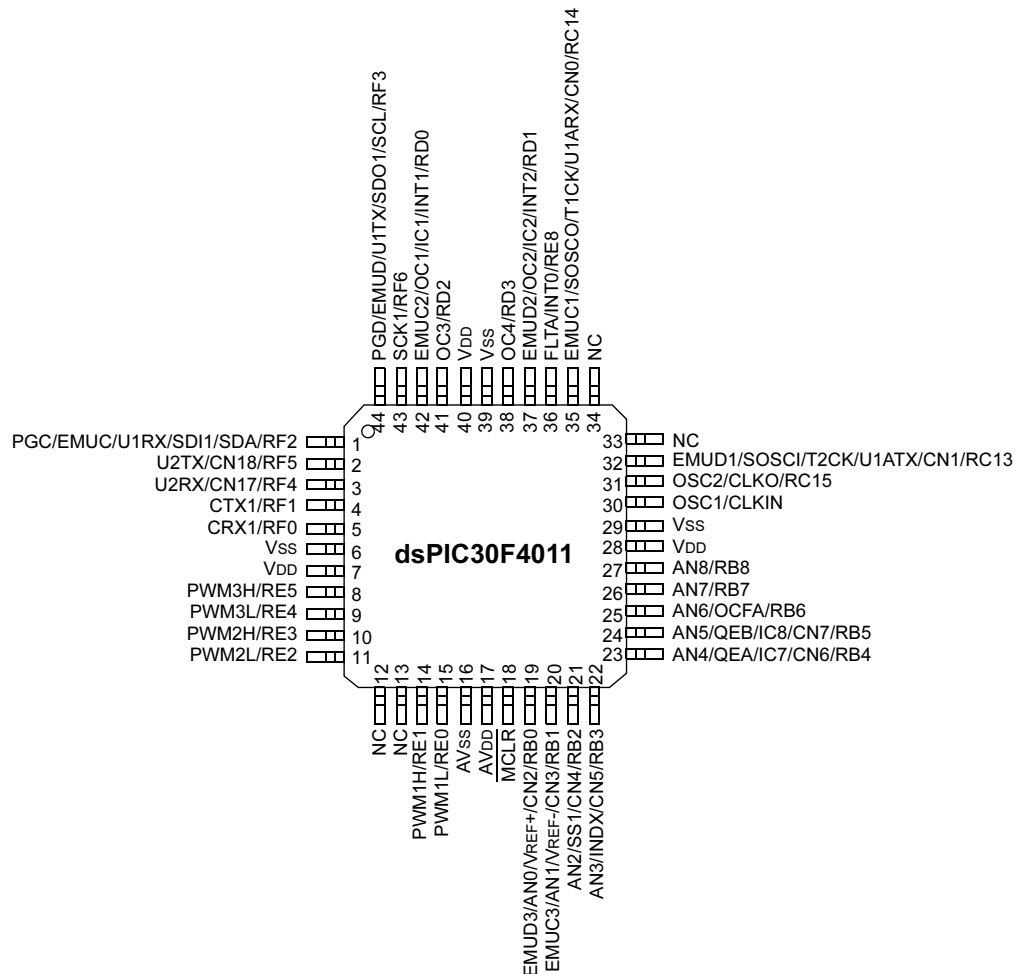 PGD/EMUD/U1TX/SDO1/SCL/RF3
SCK1/RF6
EMUC2/OC1/IC1/INT1/RD0
OC3/RD2
VDD
VSS
OC4/RD3
EMUD2/OC2/IC2/INT2/RD1
FLTA/INT0/RE8
EMUC1/SOSCO/T1CK/U1ARX/CN0/RC14
NC
44
43
42
41
40
39
38
37
36
35
34
PGC/EMUC/U1RX/SDI1/SDA/RF2 1
U2TX/CN18/RF5 2
U2RX/CN17/RF4 3
CTX1/RF1 4
CRX1/RF0 5
VSS 6
VDD 7
PWM3H/RE5 8
PWM3L/RE4 9
PWM2H/RE3 10
PWM2L/RE2 11
dsPIC30F4011
33 NC
32 EMUD1/SOSCI/T2CK/U1ATX/CN1/RC13
31 OSC2/CLKO/RC15
30 OSC1/CLKIN
29 VSS
28 VDD
27 AN8/RB8
26 AN7/RB7
25 AN6/OCFA/RB6
24 AN5/QEB/IC8/CN7/RB5
23 AN4/QEA/IC7/CN6/RB4
12
13
14
15
16
17
18
19
20
21
22
NC
NC
PWM1H/RE1
PWM1L/RE0
AVSS
AVDD
MCLR
EMUD3/AN0/VREF+/CN2/RB0
EMUC3/AN1/VREF-/CN3/RB1
AN2/SS1/CN4/RB2
AN3/INDX/CN5/RB3